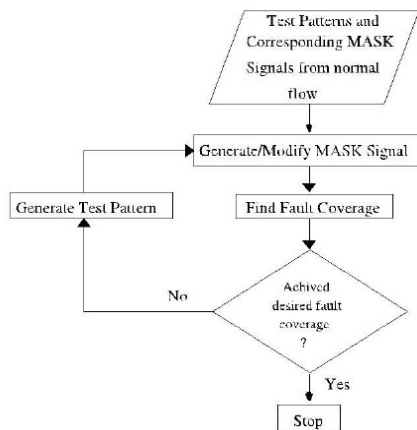 Test Patterns and
Corresponding MASK
Signals from normal
flow
Generate/Modify MASK Signal
Generate Test Pattern
Find Fault Coverage
Achived
desired fault
coverage
?
No
Yes
Stop